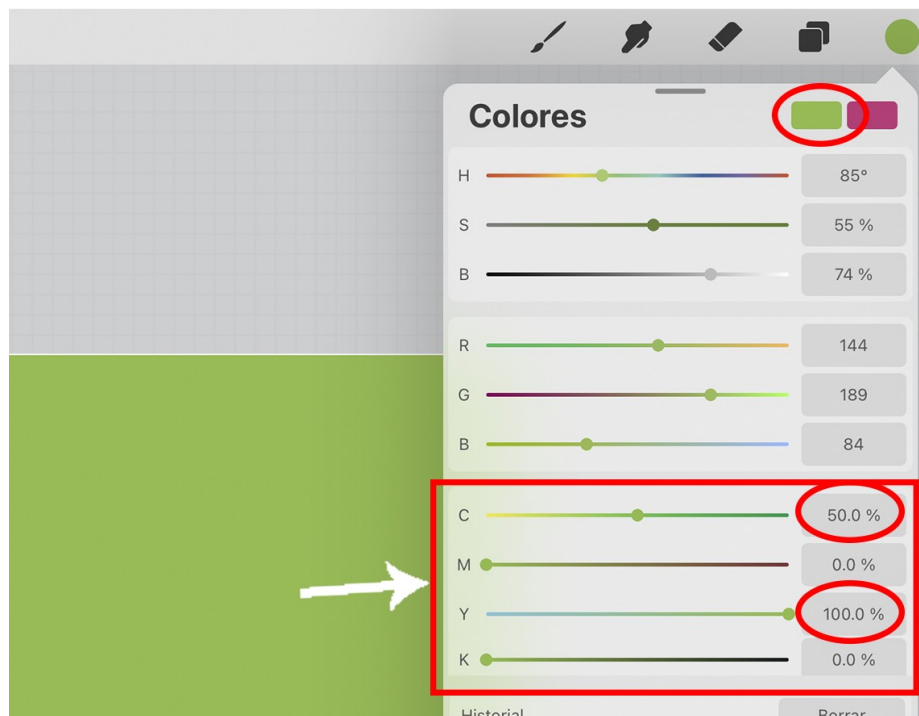 Colores
H 85°
S 55 %
B 74 %
R 144
G 189
B 84
C 50.0 %
M 0.0 %
Y 100.0 %
K 0.0 %
Historial Borrar